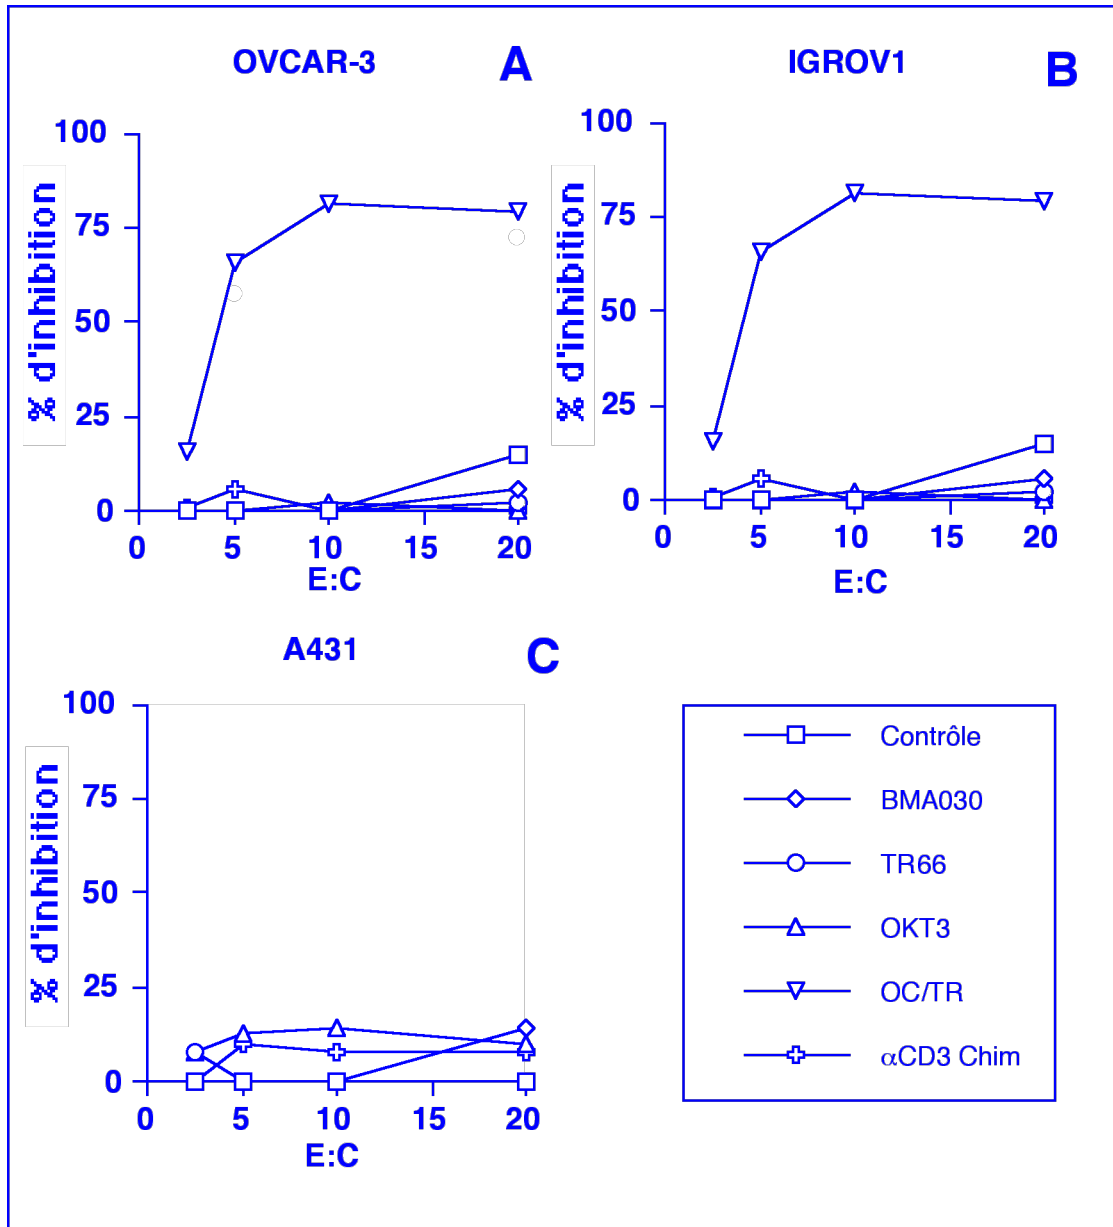 OVCAR-3 A
100
75
50
25
0
% d'inhibition
0 5 10 15 20
E:C
IGROV1 B
100
75
50
25
0
% d'inhibition
0 5 10 15 20
E:C
A431 C
100
75
50
25
0
% d'inhibition
0 5 10 15 20
E:C
Contrôle
BMA030
TR66
OKT3
OC/TR
αCD3 Chim